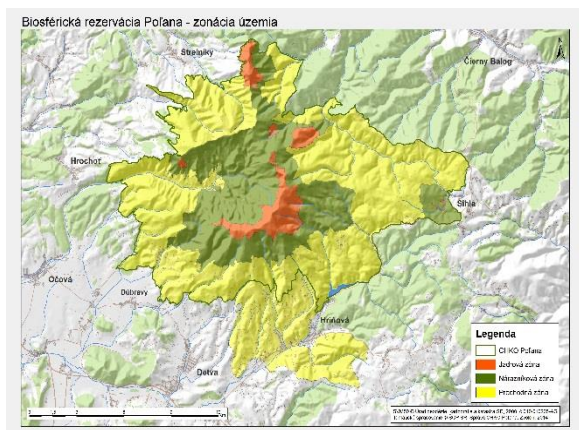 Biosférická rezervácia Poľana - zonácia územia
Strelníky
Čierny Balog
Hrochoť
Sihla
Očová
Dúbravy
Hriňová
Detva
Legenda
CHKO Poľana
Jadrová zóna
Nárazníková zóna
Prechodná zóna